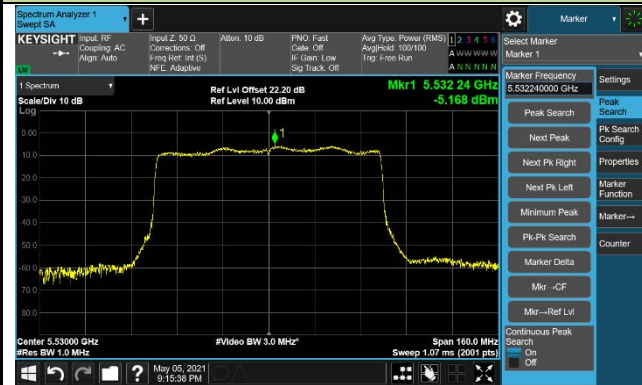 Spectrum Analyzer 1
Swept SA
+
Marker
KEYSIGHT
Input: RF
Coupling: AC
Align: Auto
Input Z: 50 Ω
Corrections: Off
Freq Ref: Int (S)
NFE: Adaptive
Atten: 10 dB
PNO: Fast
Gate: Off
IF Gain: Low
Sig Track: Off
Avg Type: Power (RMS)
Avg|Hold: 100/100
Trig: Free Run
1 2 3 4 5 6
A W W W W W
A N N N N N
LXI
Select Marker
Marker 1
1 Spectrum
Scale/Div 10 dB
Log
Ref Lvl Offset 22.20 dB
Ref Level 10.00 dBm
Mkr1 5.532 24 GHz
-5.168 dBm
1
0.00
-10.0
-20.0
-30.0
-40.0
-50.0
-60.0
-70.0
-80.0
Center 5.53000 GHz
#Res BW 1.0 MHz
#Video BW 3.0 MHz*
Span 160.0 MHz
Sweep 1.07 ms (2001 pts)
Marker Frequency
5.532240000 GHz
Peak Search
Next Peak
Next Pk Right
Next Pk Left
Minimum Peak
Pk-Pk Search
Marker Delta
Mkr→CF
Mkr→Ref Lvl
Continuous Peak
Search
On
Off
Settings
Peak
Search
Pk Search
Config
Properties
Marker
Function
Marker→
Counter
?
May 05, 2021
9:15:38 PM